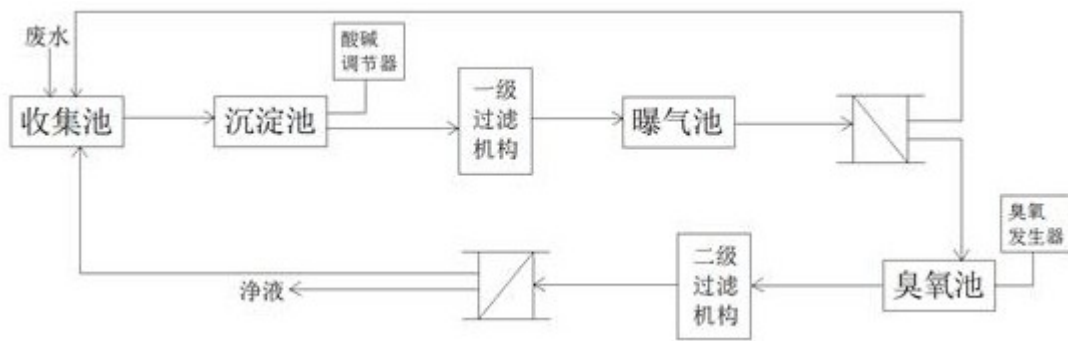 废水
酸碱
调节器
收集池
沉淀池
一级
过滤
机构
曝气池
臭氧
发生器
净液
二级
过滤
机构
臭氧池